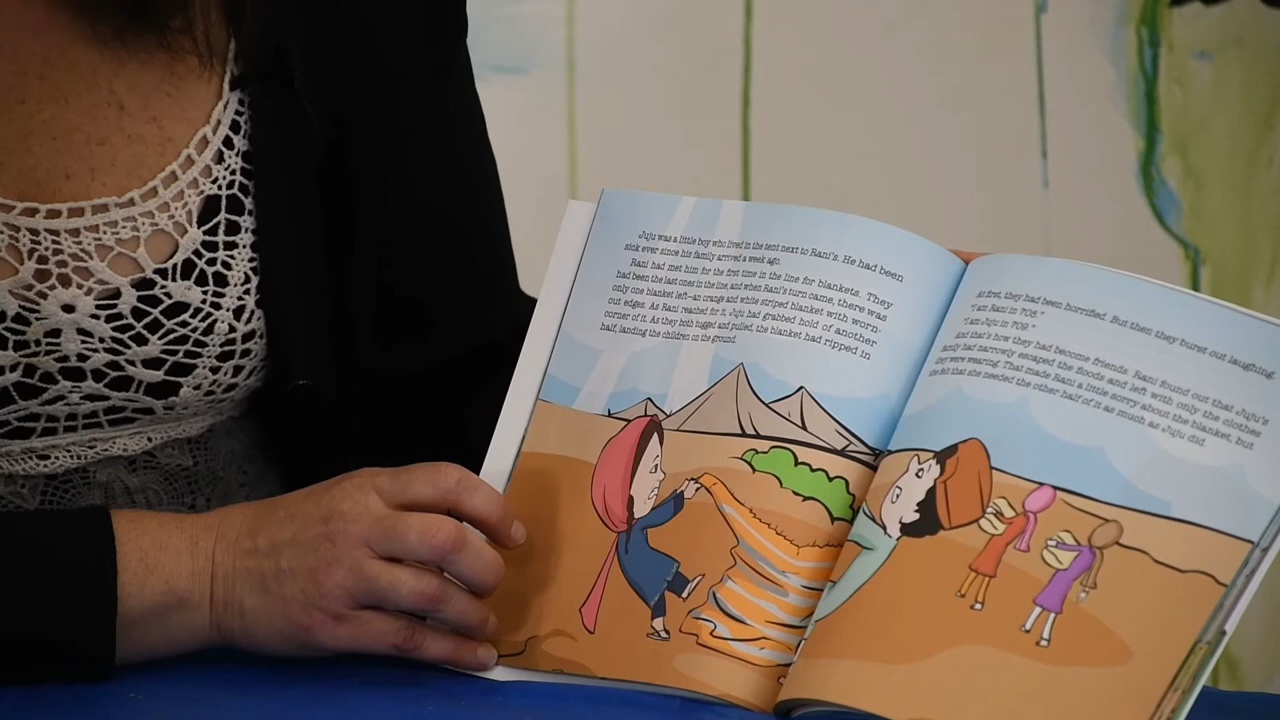 Juju was a little boy who lived in the tent next to Rani's. He had been
sick ever since his family arrived a week ago.
Rani had met him for the first time in the line for blankets. They
had been the last ones in the line, and when Rani's turn came, there was
only one blanket left—an orange and white striped blanket with worn-
out edges. As Rani reached for it, Juju had grabbed hold of another
corner of it. As they both tugged and pulled, the blanket had ripped in
half, landing the children on the ground.
At first, they had been horrified. But then they burst out laughing.
"I am Rani in 708."
"I am Juju in 709."
And that's how they had become friends. Rani found out that Juju's
family had narrowly escaped the floods and left with only the clothes
they were wearing. That made Rani a little sorry about the blanket, but
she felt that she needed the other half of it as much as Juju did.